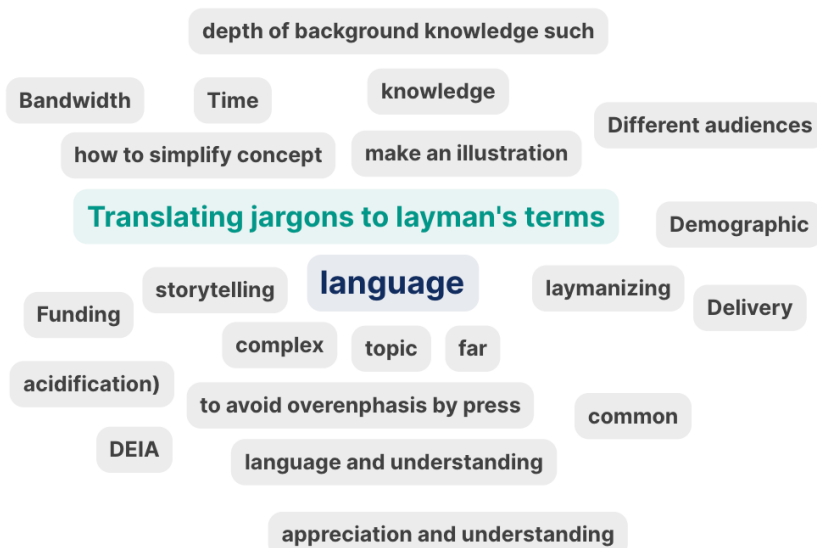 depth of background knowledge such
Bandwidth
Time
knowledge
Different audiences
how to simplify concept
make an illustration
Translating jargons to layman's terms
Demographic
storytelling
language
laymanizing
Funding
Delivery
complex
topic
far
acidification)
to avoid overenphasis by press
common
DEIA
language and understanding
appreciation and understanding